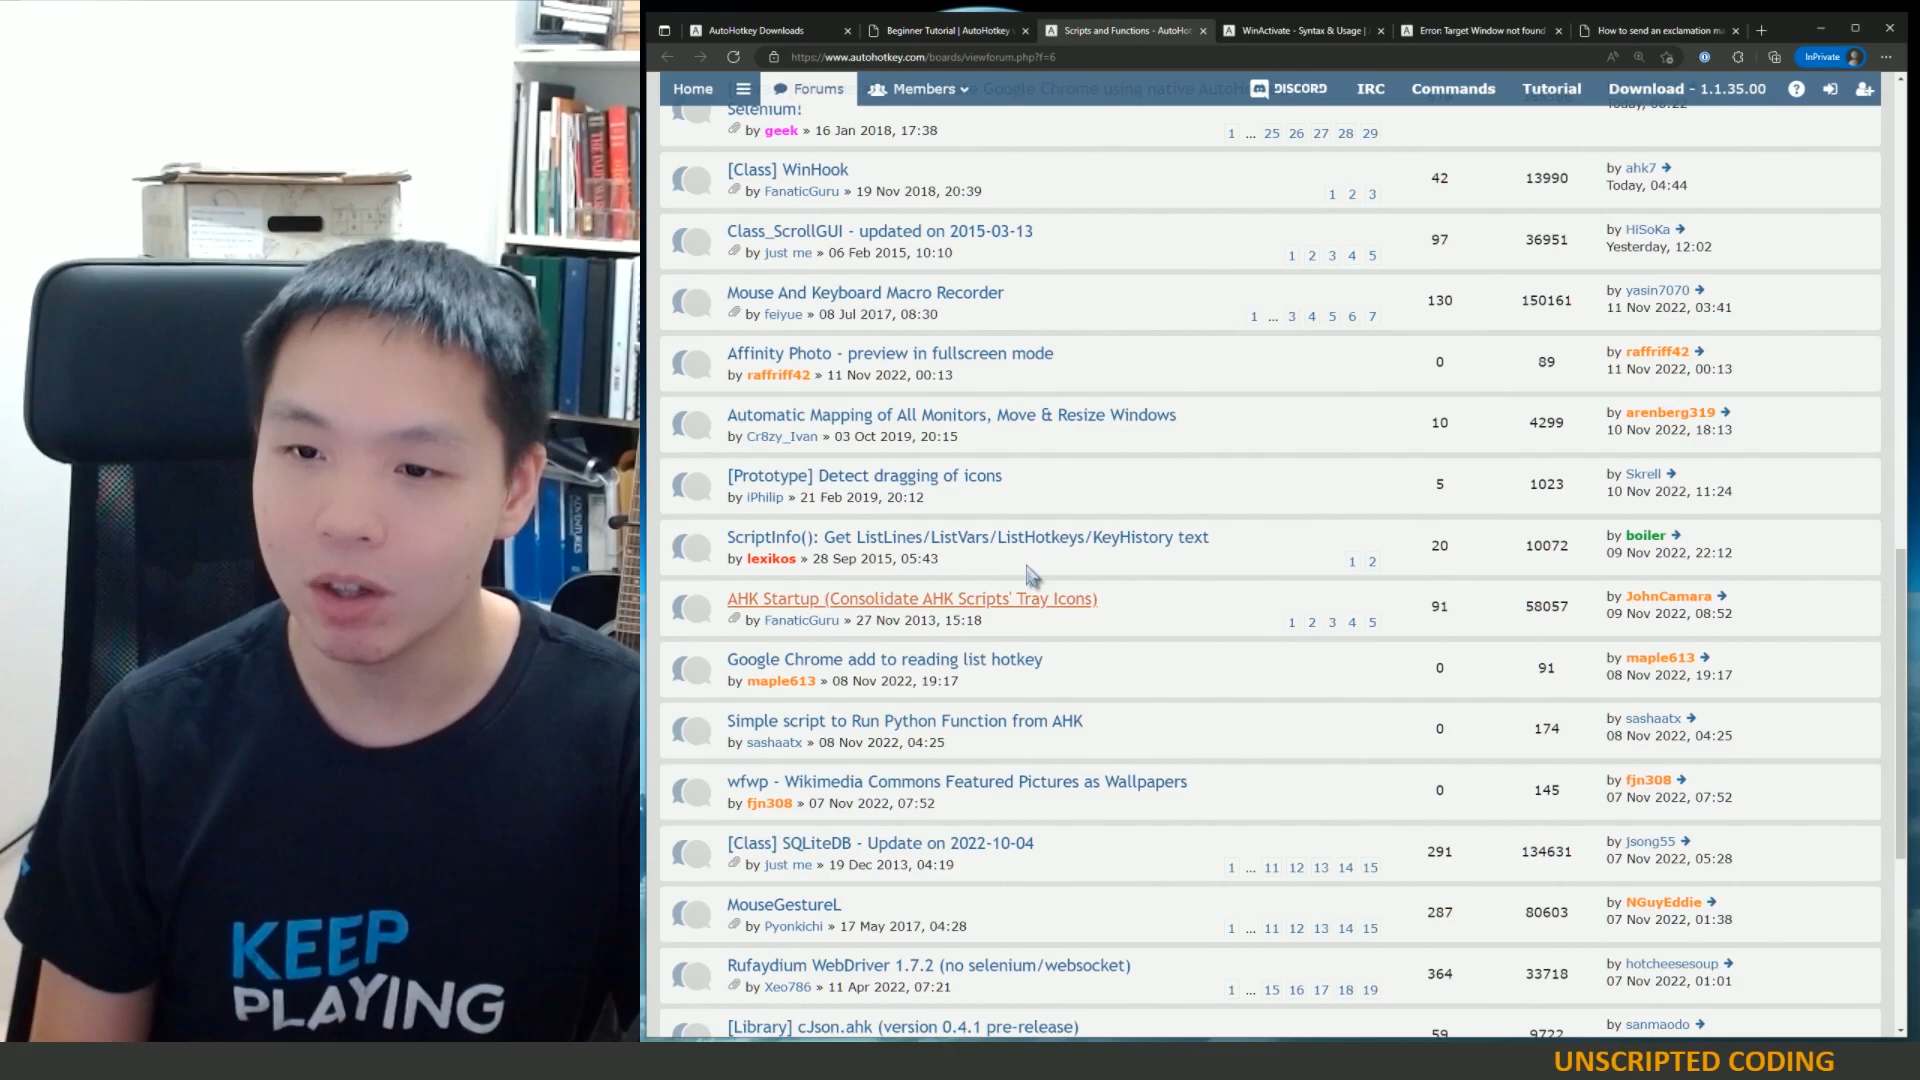 AutoHotkey Downloads
Beginner Tutorial | AutoHotkey
Scripts and Functions - AutoHot
WinActivate - Syntax & Usage |
Error: Target Window not found
How to send an exclamation ma
https://www.autohotkey.com/boards/viewforum.php?f=6
InPrivate
Home
Forums
Members
DISCORD
IRC
Commands
Tutorial
Download - 1.1.35.00
Google Chrome using native AutoH
Selenium!
by geek » 16 Jan 2018, 17:38
1 ... 25 26 27 28 29
[Class] WinHook
by FanaticGuru » 19 Nov 2018, 20:39
1 2 3
42
13990
by ahk7
Today, 04:44
Class_ScrollGUI - updated on 2015-03-13
by just me » 06 Feb 2015, 10:10
1 2 3 4 5
97
36951
by HiSoKa
Yesterday, 12:02
Mouse And Keyboard Macro Recorder
by feiyue » 08 Jul 2017, 08:30
1 ... 3 4 5 6 7
130
150161
by yasin7070
11 Nov 2022, 03:41
Affinity Photo - preview in fullscreen mode
by raffriff42 » 11 Nov 2022, 00:13
0
89
by raffriff42
11 Nov 2022, 00:13
Automatic Mapping of All Monitors, Move & Resize Windows
by Cr8zy_Ivan » 03 Oct 2019, 20:15
10
4299
by arenberg319
10 Nov 2022, 18:13
[Prototype] Detect dragging of icons
by iPhilip » 21 Feb 2019, 20:12
5
1023
by Skrell
10 Nov 2022, 11:24
ScriptInfo(): Get ListLines/ListVars/ListHotkeys/KeyHistory text
by lexikos » 28 Sep 2015, 05:43
1 2
20
10072
by boiler
09 Nov 2022, 22:12
AHK Startup (Consolidate AHK Scripts' Tray Icons)
by FanaticGuru » 27 Nov 2013, 15:18
1 2 3 4 5
91
58057
by JohnCamara
09 Nov 2022, 08:52
Google Chrome add to reading list hotkey
by maple613 » 08 Nov 2022, 19:17
0
91
by maple613
08 Nov 2022, 19:17
Simple script to Run Python Function from AHK
by sashaatx » 08 Nov 2022, 04:25
0
174
by sashaatx
08 Nov 2022, 04:25
wfwp - Wikimedia Commons Featured Pictures as Wallpapers
by fjn308 » 07 Nov 2022, 07:52
0
145
by fjn308
07 Nov 2022, 07:52
[Class] SQLiteDB - Update on 2022-10-04
by just me » 19 Dec 2013, 04:19
1 ... 11 12 13 14 15
291
134631
by jsong55
07 Nov 2022, 05:28
MouseGestureL
by Pyonkichi » 17 May 2017, 04:28
1 ... 11 12 13 14 15
287
80603
by NGuyEddie
07 Nov 2022, 01:38
Rufaydium WebDriver 1.7.2 (no selenium/websocket)
by Xeo786 » 11 Apr 2022, 07:21
1 ... 15 16 17 18 19
364
33718
by hotcheesesoup
07 Nov 2022, 01:01
[Library] cJson.ahk (version 0.4.1 pre-release)
59
9722
by sanmaodo
KEEP
PLAYING
ADVENTURES
UNSCRIPTED CODING